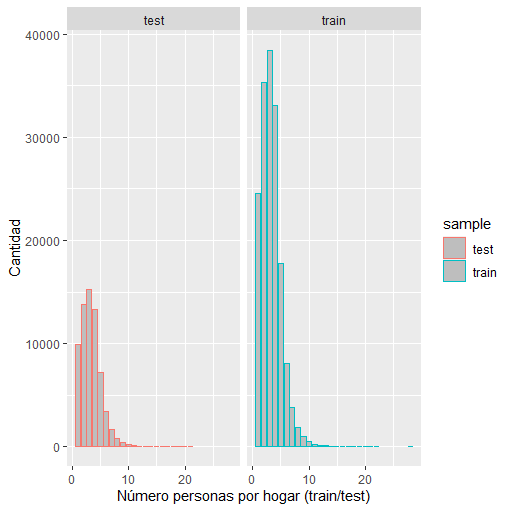 test train
40000
30000
20000
10000
0
Cantidad
0 10 20 0 10 20
Número personas por hogar (train/test)
sample
test
train